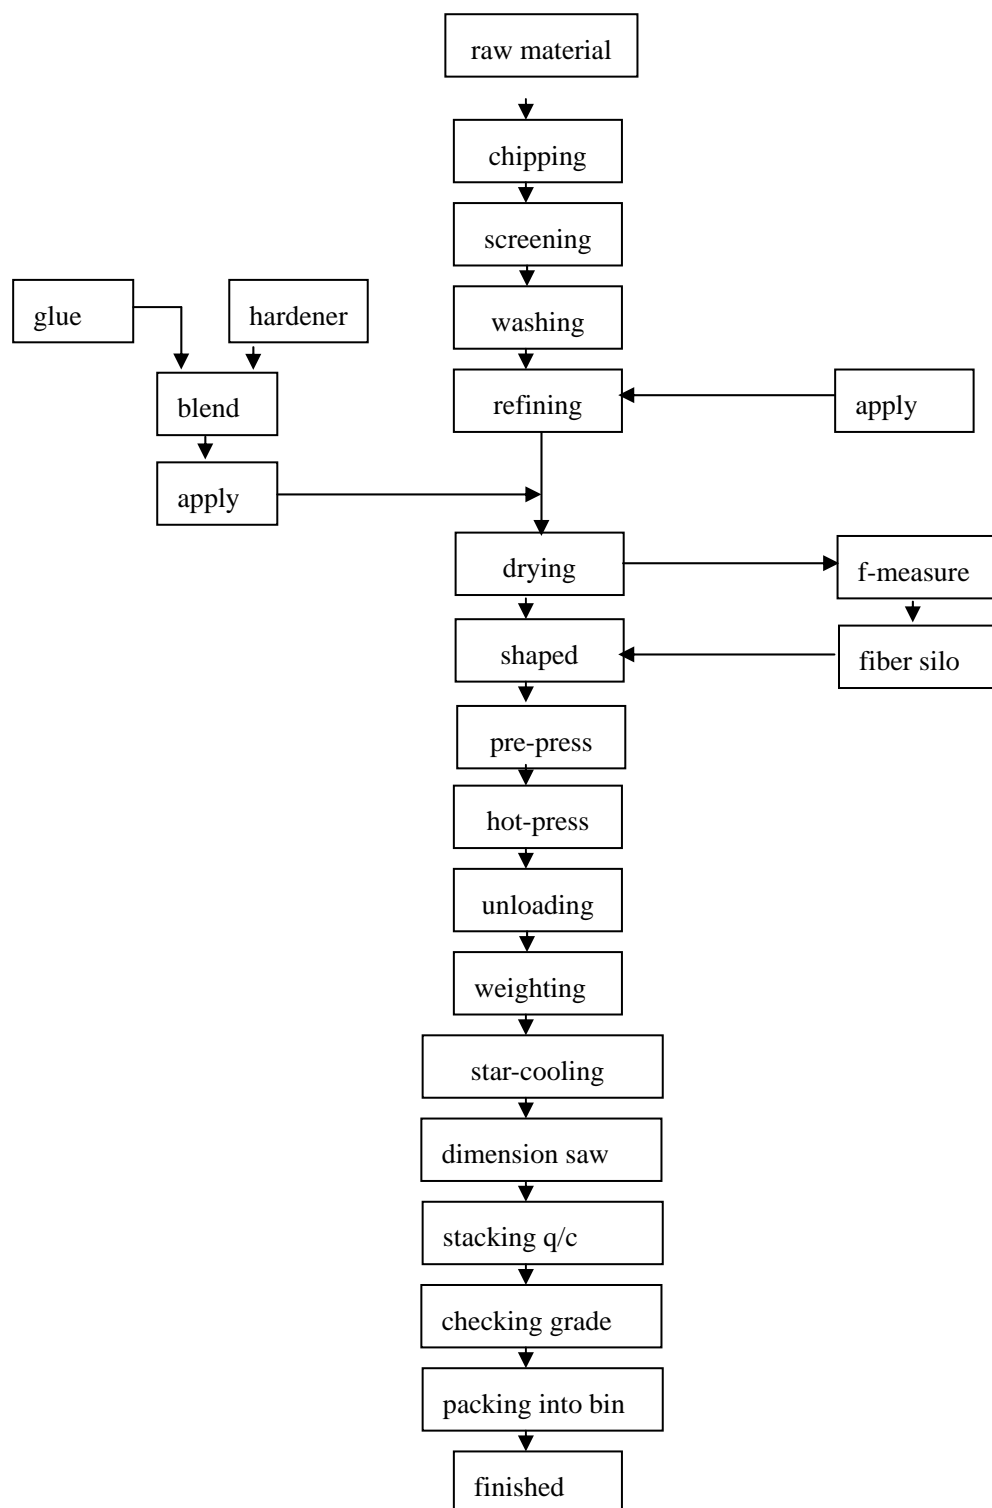 raw material
chipping
screening
glue
hardener
washing
blend
refining
apply
apply
drying
f-measure
shaped
fiber silo
pre-press
hot-press
unloading
weighting
star-cooling
dimension saw
stacking q/c
checking grade
packing into bin
finished